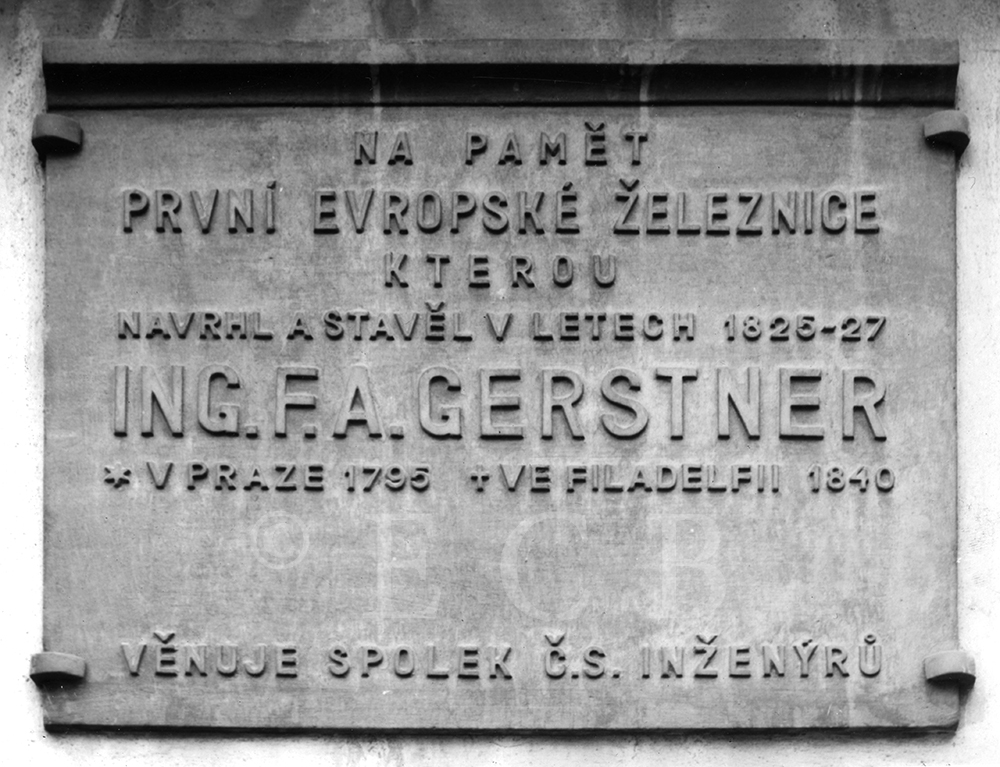 NA PAMĚT
PRVNÍ EVROPSKÉ ŽELEZNICE
KTEROU
NAVRHL A STAVĚL V LETECH 1825-27
ING. F. A. GERSTNER
* V PRAZE 1795 + VE FILADELFII 1840
© ECB
VĚNUJE SPOLEK Č.S. INŽENÝRŮ